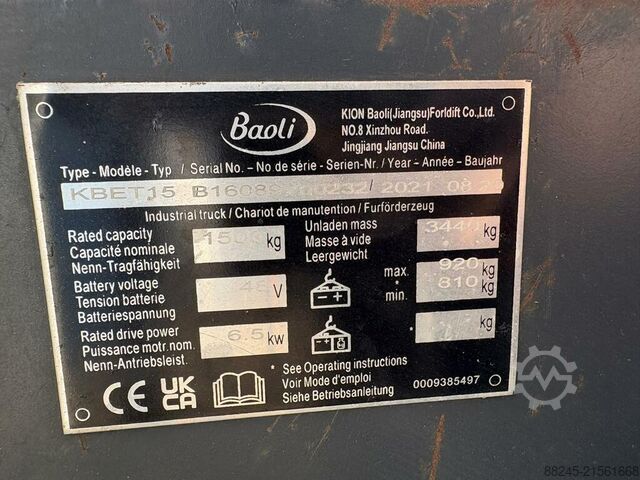 Baoli
KION Baoli(Jiangsu)Forldift Co.,Ltd.
NO.8 Xinzhou Road.
Jingjiang Jiangsu China
Type - Modèle - Typ / Serial No. – No de série - Serien-Nr. / Year – Année – Baujahr
KBET15 / 2021
Industrial truck / Chariot de manutention / Furförderzeug
Rated capacity kg
Capacité nominale
Nenn-Tragfähigkeit
Unladen mass kg
Masse à vide
Leergewicht
Battery voltage 48 V
Tension batterie
Batteriespannung
max. 920 kg
* min. 810 kg
Rated drive power 6.5 kw
Puissance motr.nom.
Nenn-Antriebsleist.
* kg
* See Operating instructions
Voir Mode d'emploi
Siehe Betriebsanleitung
0009385497
CE UK CA
88245-21561668